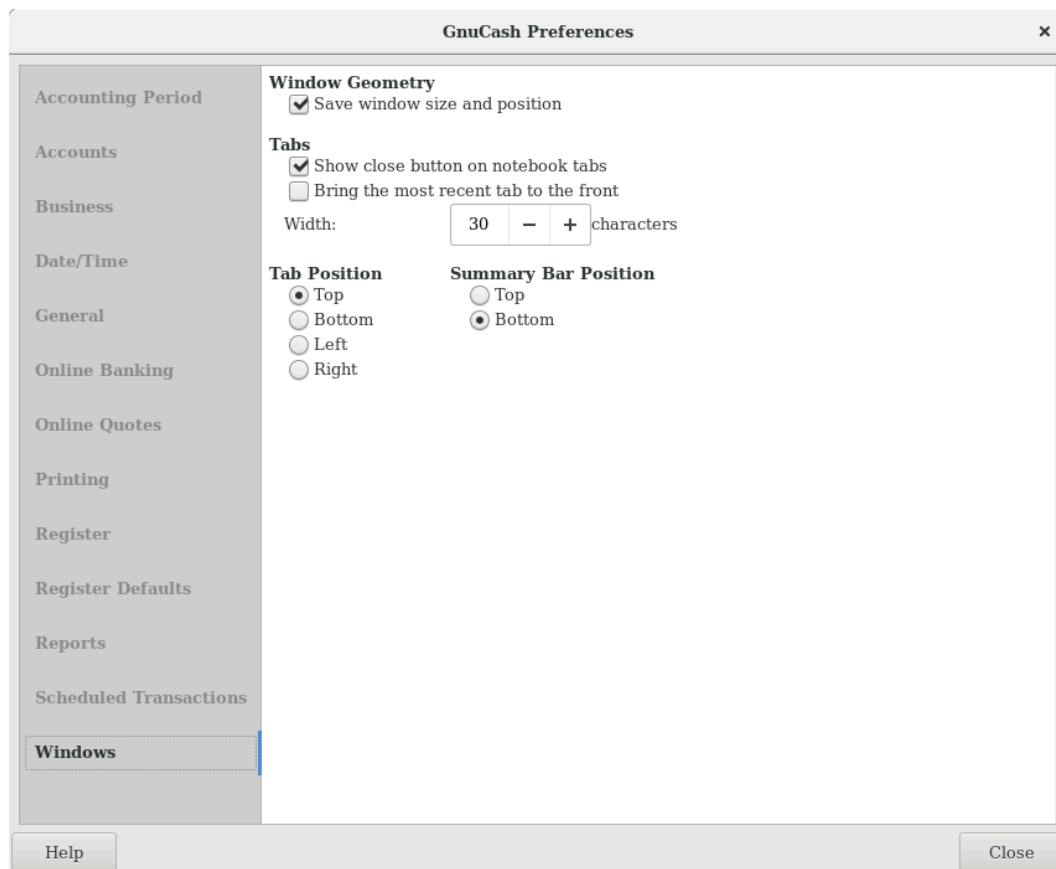 GnuCash Preferences
Accounting Period
Accounts
Business
Date/Time
General
Online Banking
Online Quotes
Printing
Register
Register Defaults
Reports
Scheduled Transactions
Windows
Window Geometry
Save window size and position
Tabs
Show close button on notebook tabs
Bring the most recent tab to the front
Width: 30 − + characters
Tab Position
Top
Bottom
Left
Right
Summary Bar Position
Top
Bottom
Help
Close